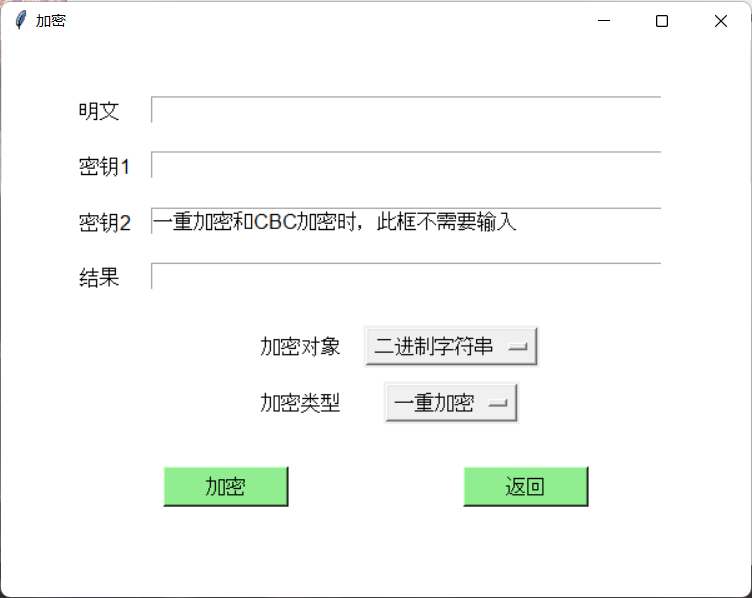 加密
明文
密钥1
密钥2 一重加密和CBC加密时，此框不需要输入
结果
加密对象 二进制字符串
加密类型 一重加密
加密 返回